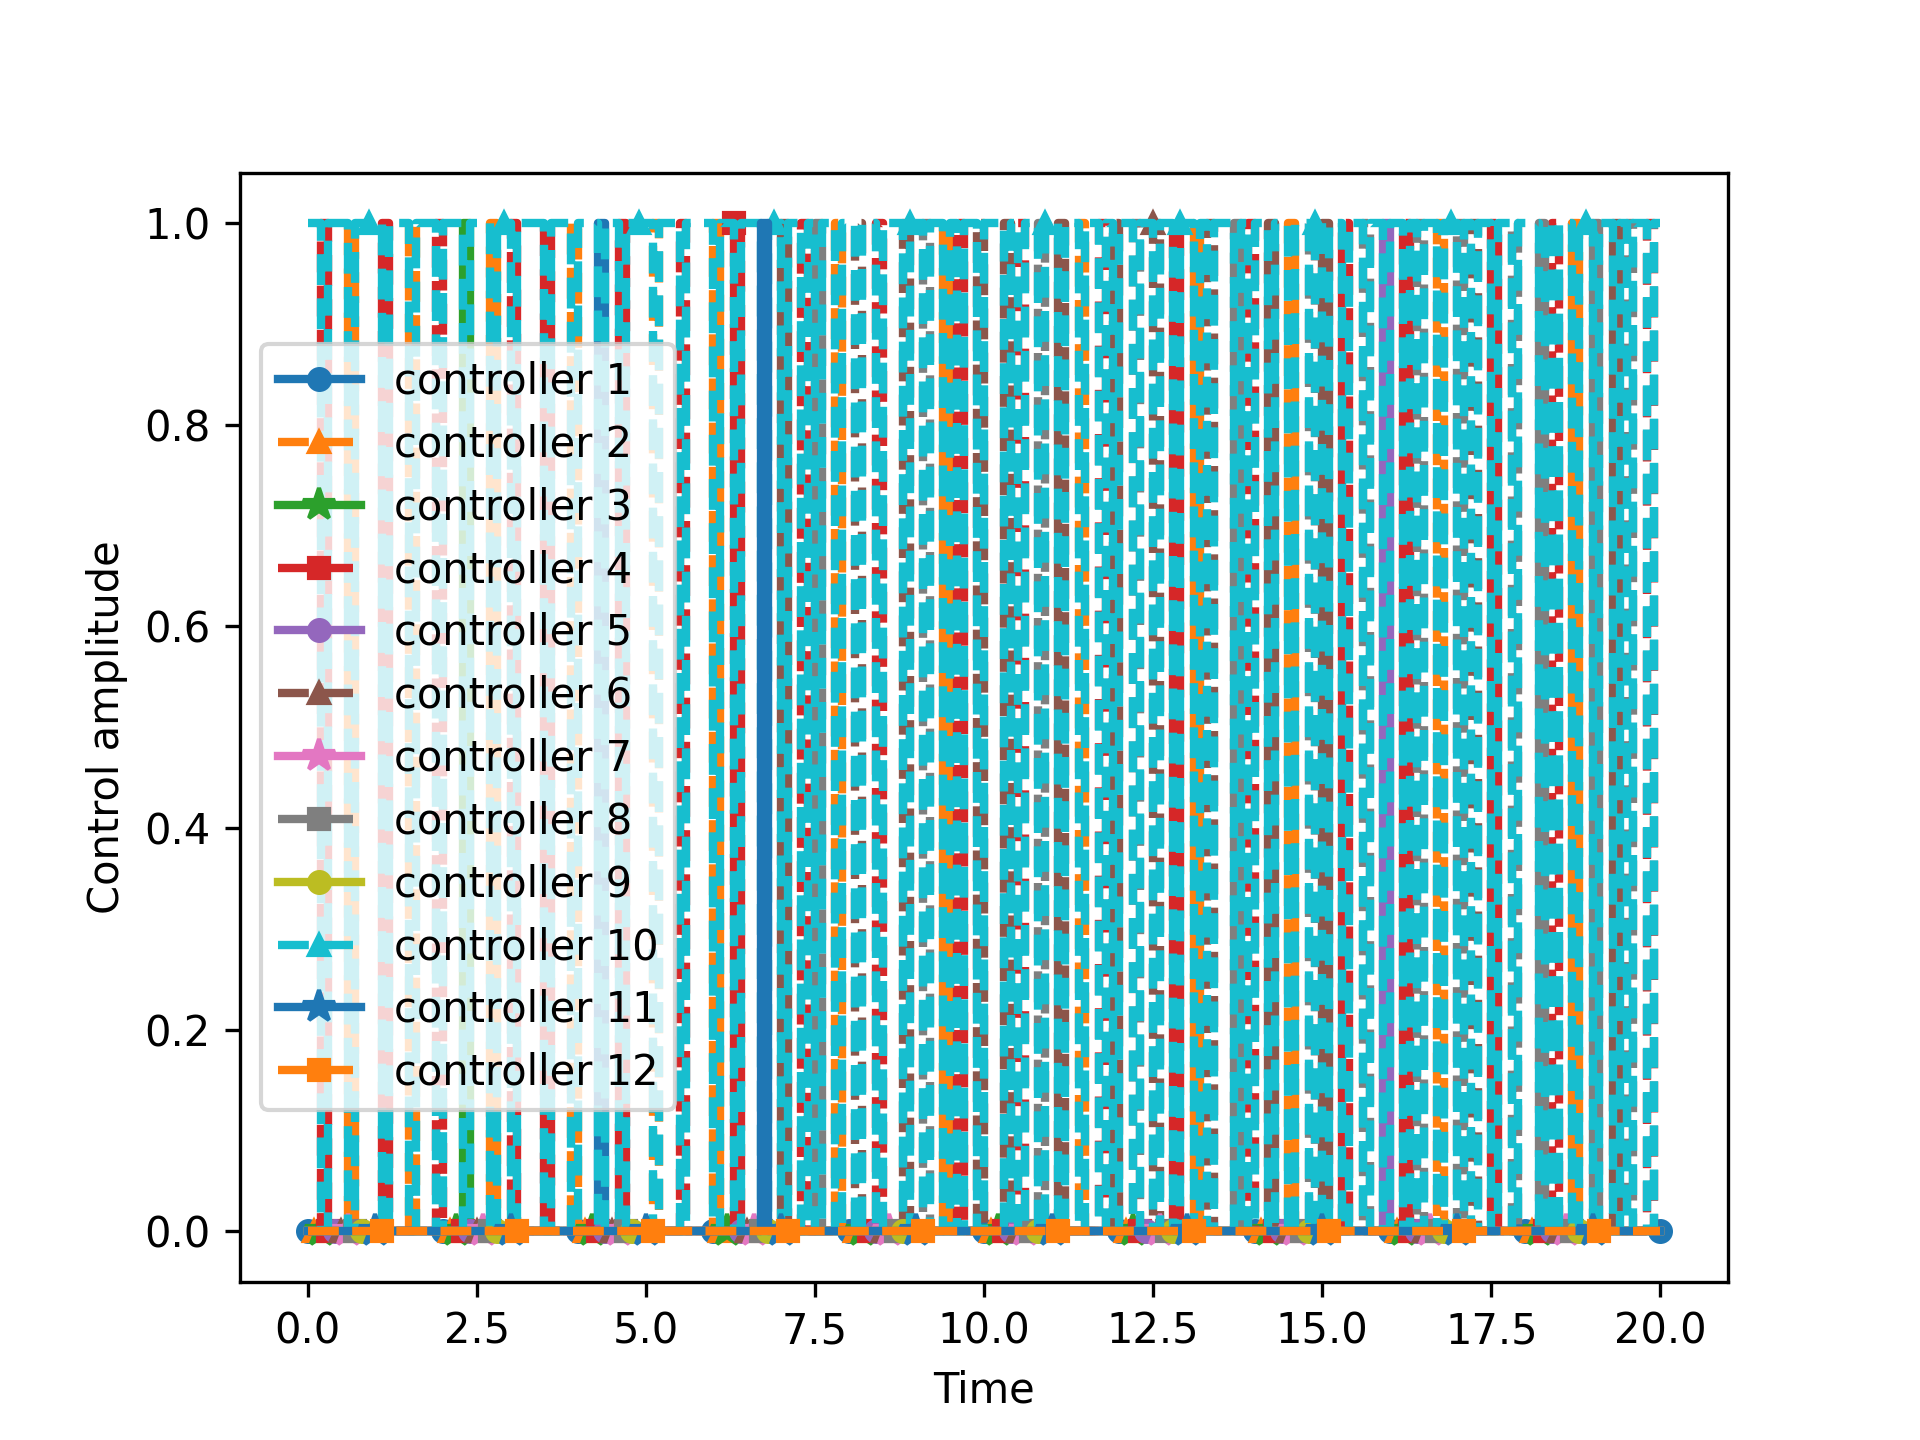 1.0
0.8
0.6
0.4
0.2
0.0
Control amplitude
controller 1
controller 2
controller 3
controller 4
controller 5
controller 6
controller 7
controller 8
controller 9
controller 10
controller 11
controller 12
0.0 2.5 5.0 7.5 10.0 12.5 15.0 17.5 20.0
Time